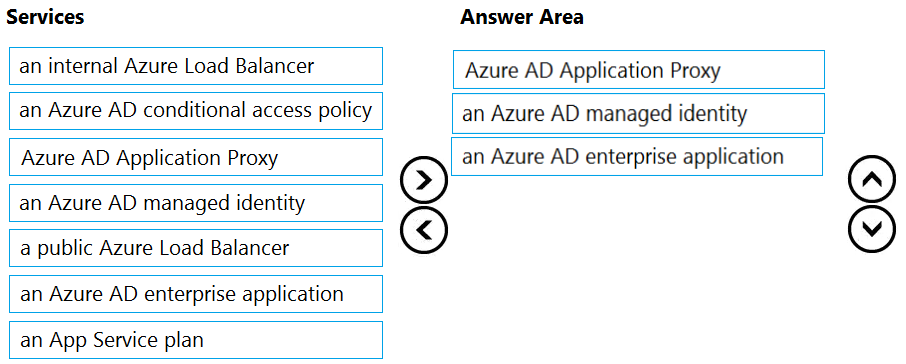 Services
Answer Area
an internal Azure Load Balancer
an Azure AD conditional access policy
Azure AD Application Proxy
an Azure AD managed identity
a public Azure Load Balancer
an Azure AD enterprise application
an App Service plan
Azure AD Application Proxy
an Azure AD managed identity
an Azure AD enterprise application